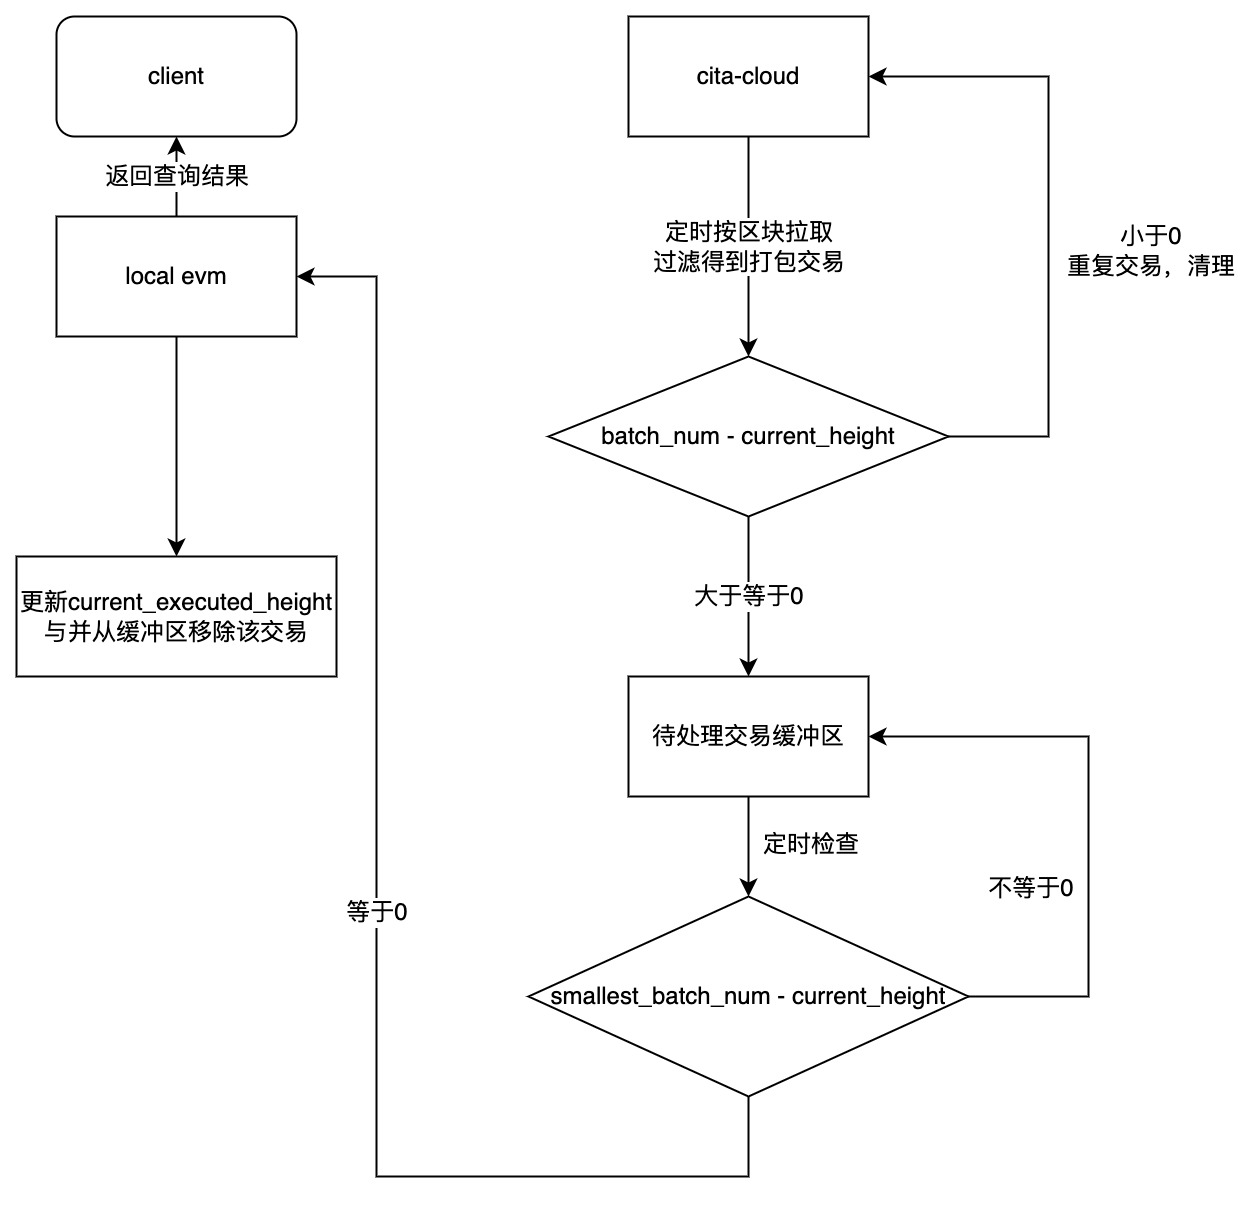 client
返回查询结果
local evm
更新current_executed_height
与并从缓冲区移除该交易
cita-cloud
定时按区块拉取
过滤得到打包交易
小于0
重复交易，清理
batch_num - current_height
大于等于0
待处理交易缓冲区
定时检查
不等于0
等于0
smallest_batch_num - current_height